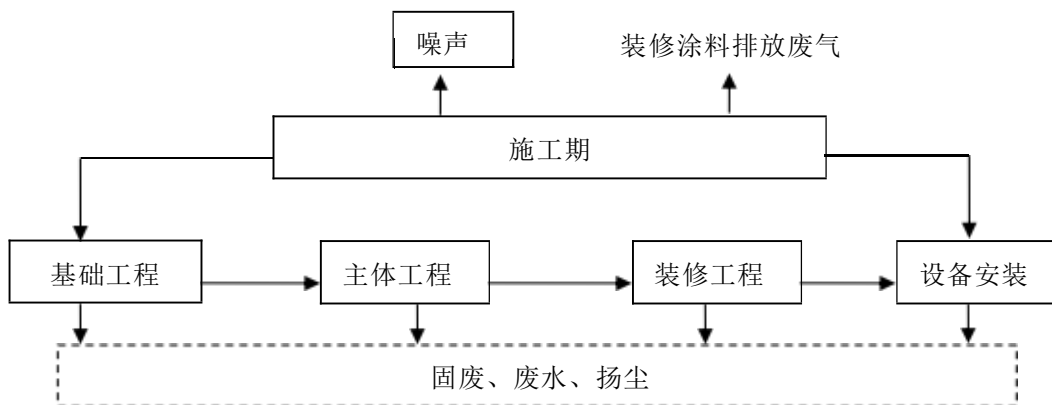 噪声
装修涂料排放废气
施工期
基础工程
主体工程
装修工程
设备安装
固废、废水、扬尘